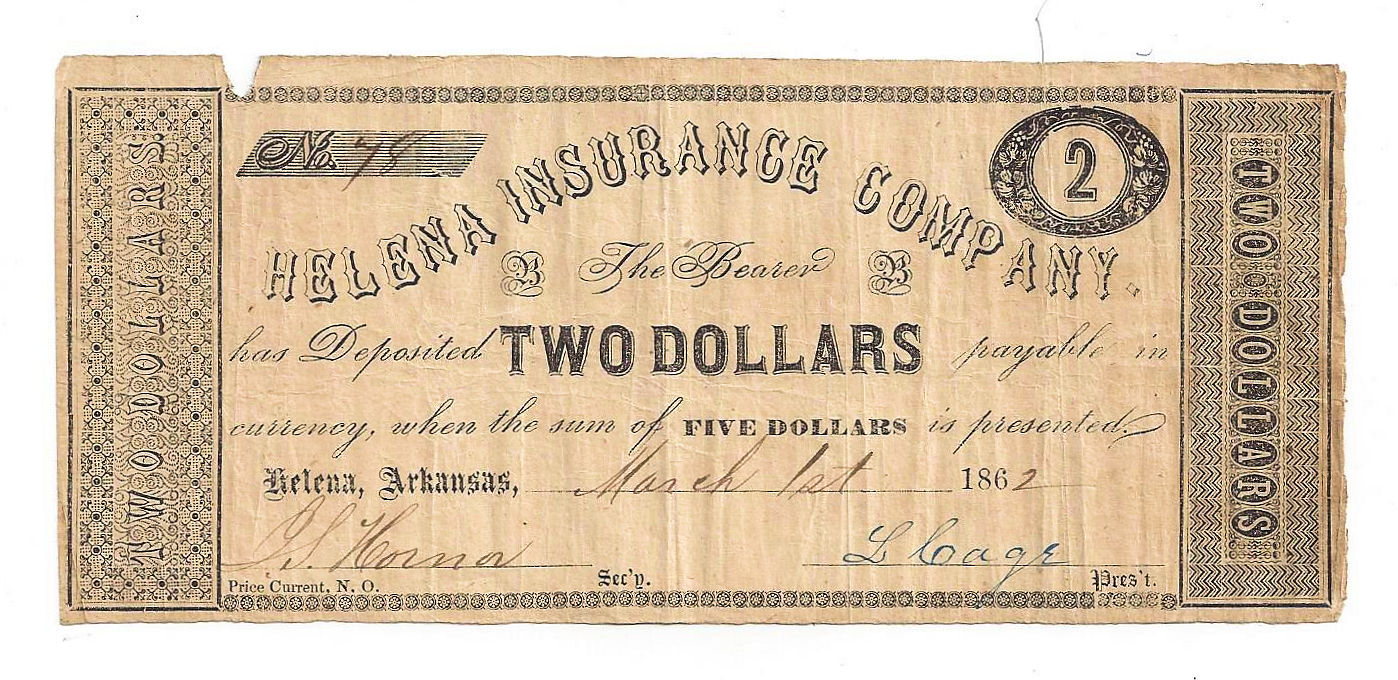 TWO DOLLARS.
No. 78
2
HELENA INSURANCE COMPANY.
B The Bearer B
has Deposited TWO DOLLARS payable in
currency, when the sum of FIVE DOLLARS is presented
Helena, Arkansas, March 1st 1862
J S. Hornor Sec'y.
L Cage Pres't.
Price Current, N. O.
TWO DOLLARS